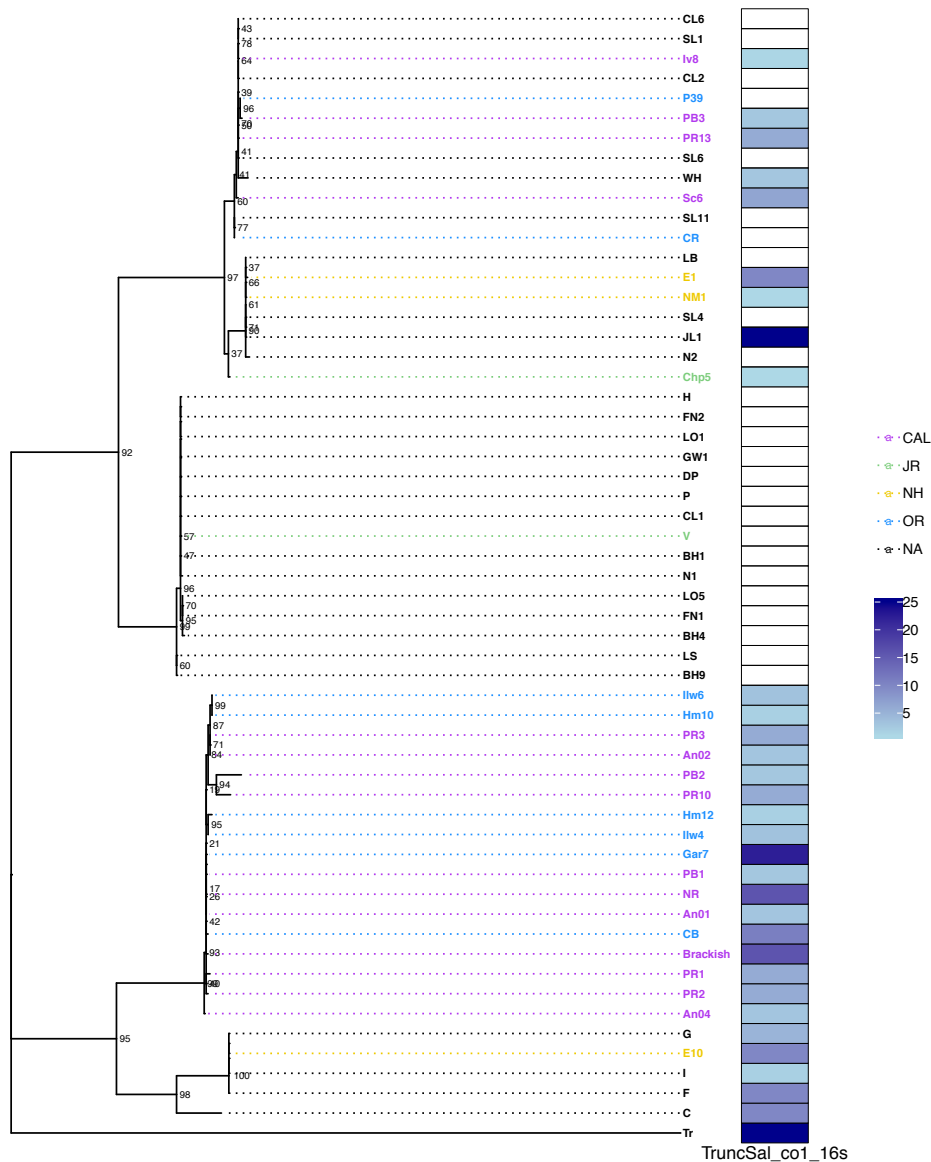 CL6
43
SL1
78
Iv8
64
CL2
39
P39
96
PB3
50
PR13
41
SL6
41
WH
60
Sc6
SL11
77
CR
LB
37
E1
97
66
NM1
61
SL4
71
90
JL1
37
N2
Chp5
H
FN2
LO1
CAL
92
GW1
JR
DP
NH
P
CL1
OR
57
V
NA
47
BH1
N1
96
LO5
25
70
FN1
95
99
BH4
20
LS
15
60
BH9
Ilw6
10
99
Hm10
5
87
PR3
71
An02
84
PB2
94
19
PR10
95
Hm12
Ilw4
21
Gar7
PB1
17
NR
26
An01
42
CB
93
Brackish
PR1
PR2
An04
95
G
E10
100
I
98
F
C
Tr
TruncSal_co1_16s